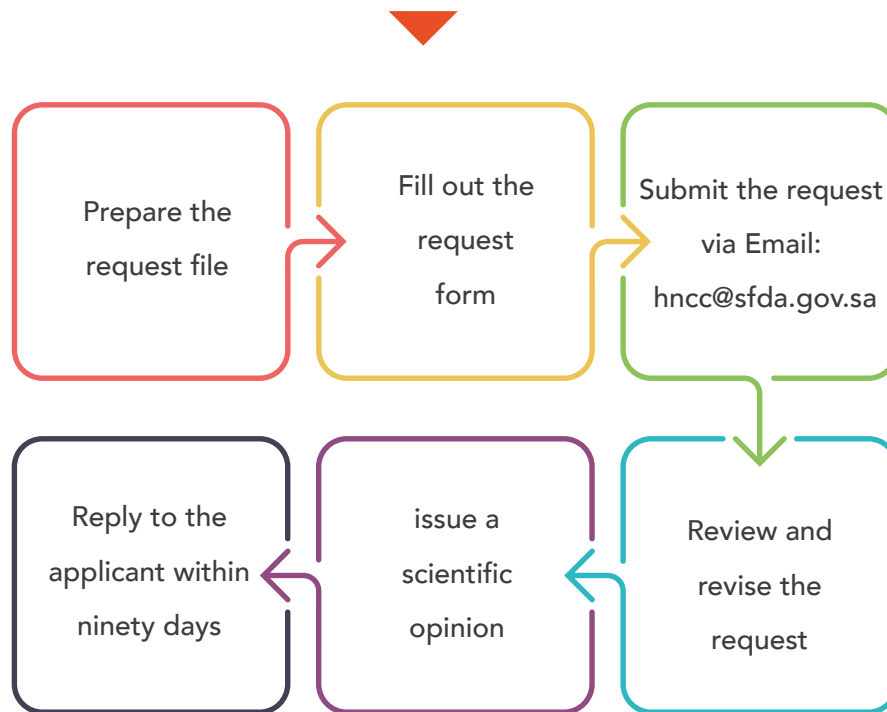 Prepare the
request file
Fill out the
request
form
Submit the request
via Email:
hncc@sfda.gov.sa
Review and
revise the
request
issue a
scientific
opinion
Reply to the
applicant within
ninety days